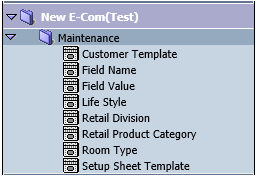 New E-Com(Test)
Maintenance
Customer Template
Field Name
Field Value
Life Style
Retail Division
Retail Product Category
Room Type
Setup Sheet Template